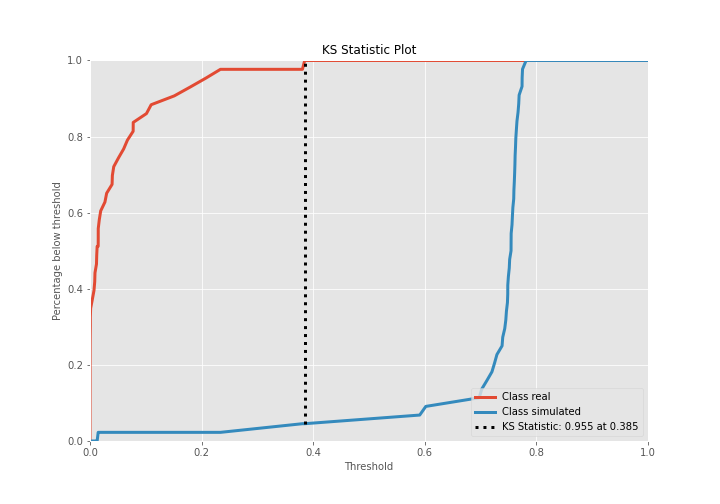 KS Statistic Plot
1.0
0.8
0.6
0.4
0.2
0.0
Percentage below threshold
0.0 0.2 0.4 0.6 0.8 1.0
Threshold
Class real
Class simulated
KS Statistic: 0.955 at 0.385